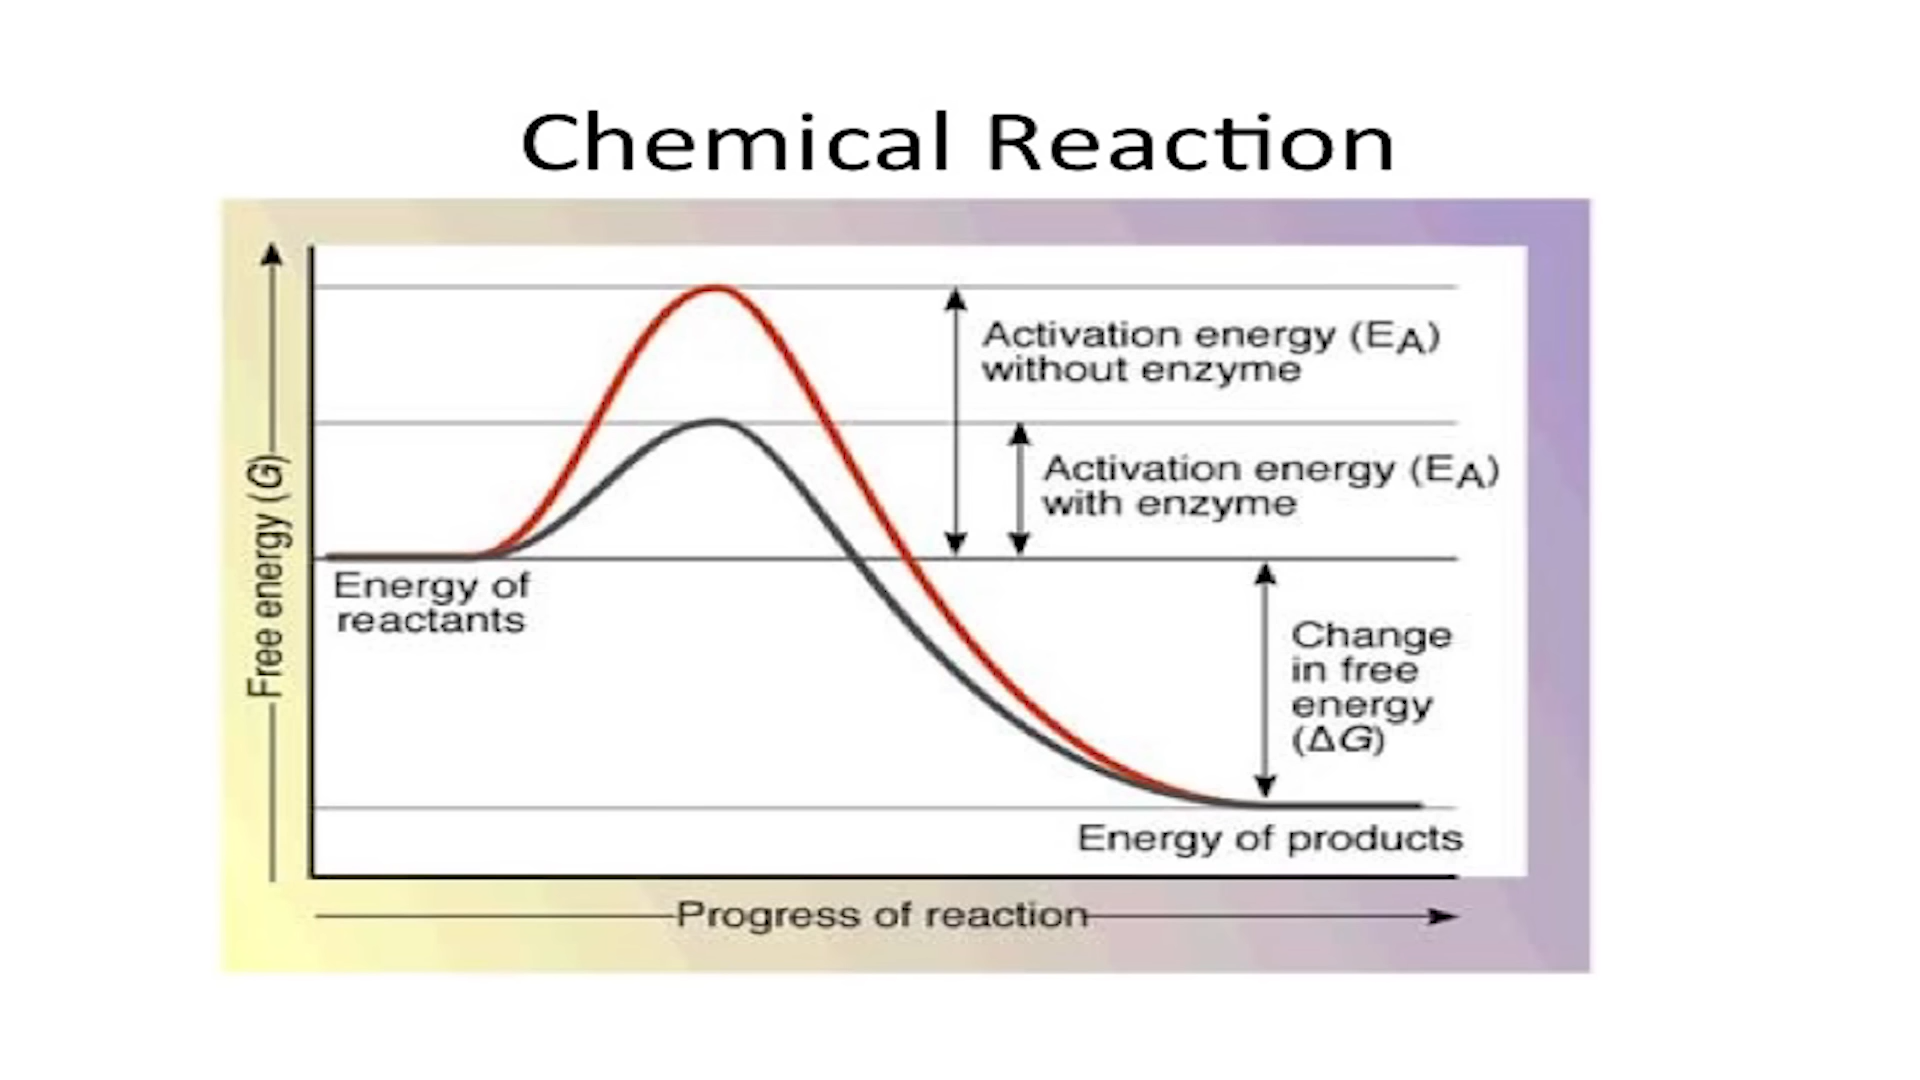 Chemical Reaction
Activation energy (EA)
without enzyme
Activation energy (EA)
with enzyme
Free energy (G)
Energy of
reactants
Change
in free
energy
(ΔG)
Energy of products
Progress of reaction